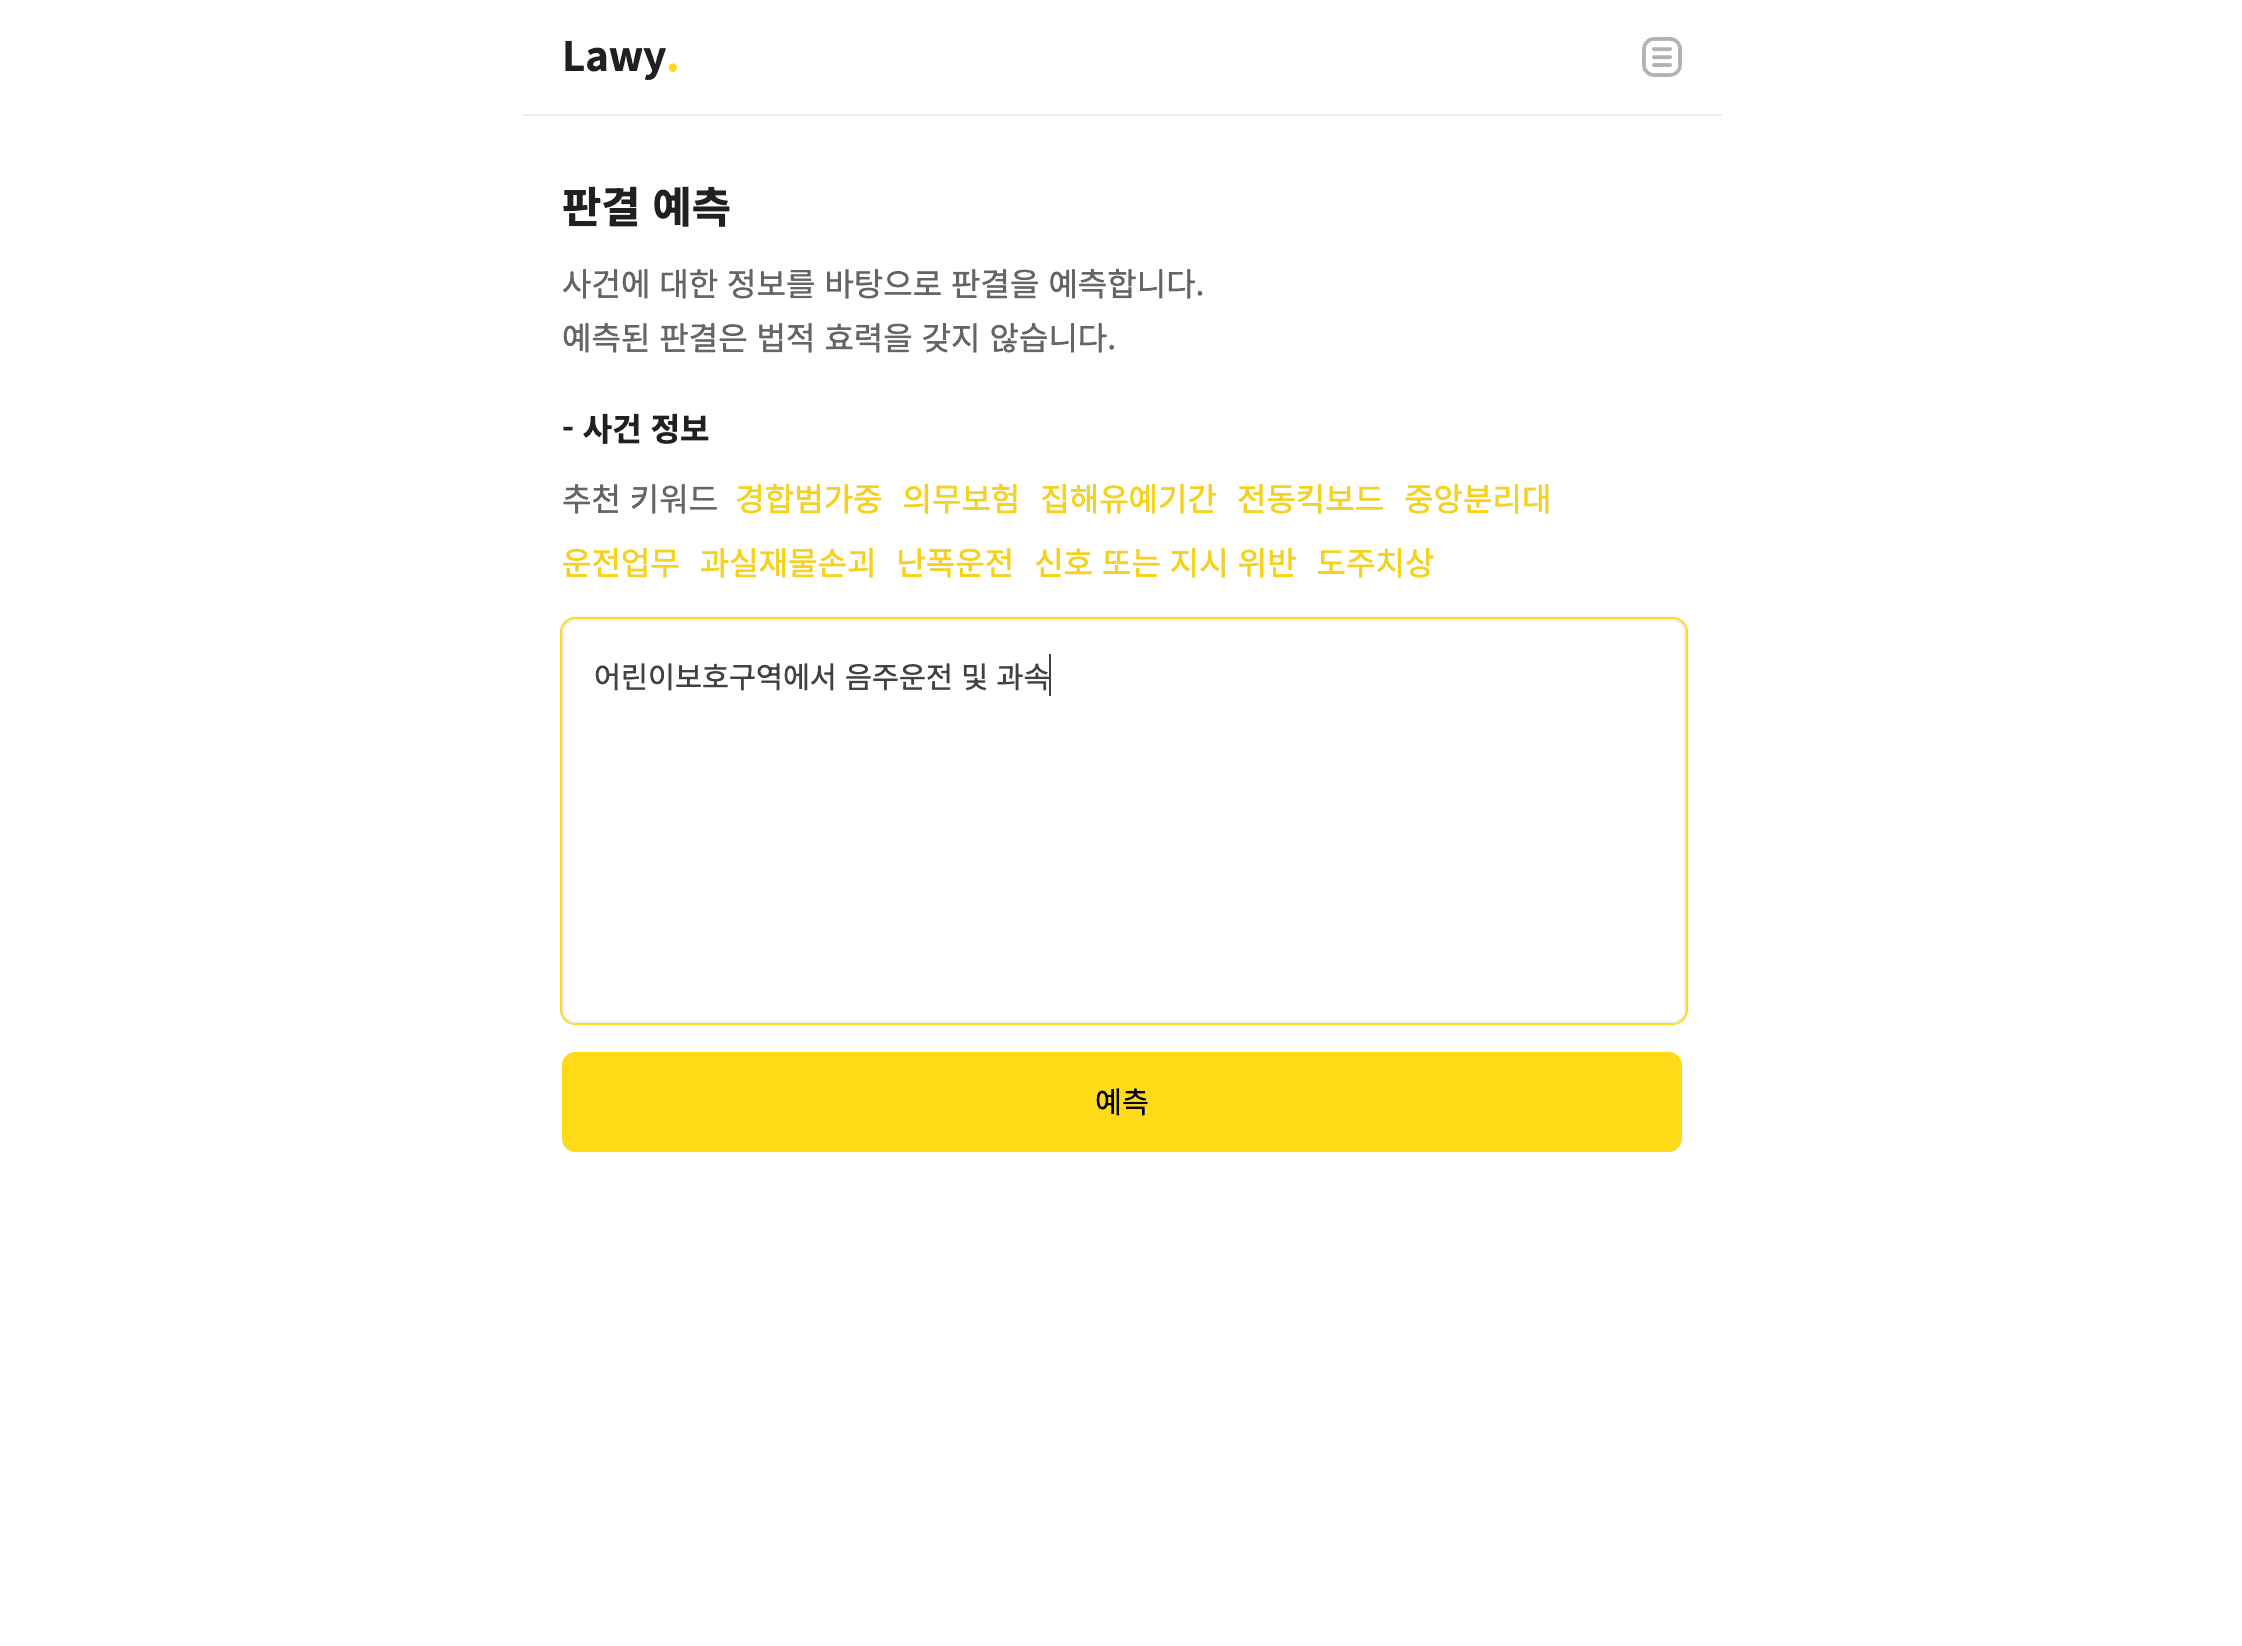 Lawy.
판결 예측
사건에 대한 정보를 바탕으로 판결을 예측합니다.
예측된 판결은 법적 효력을 갖지 않습니다.
- 사건 정보
추천 키워드 경합범가중 의무보험 집해유예기간 전동킥보드 중앙분리대
운전업무 과실재물손괴 난폭운전 신호 또는 지시 위반 도주치상
어린이보호구역에서 음주운전 및 과속
예측